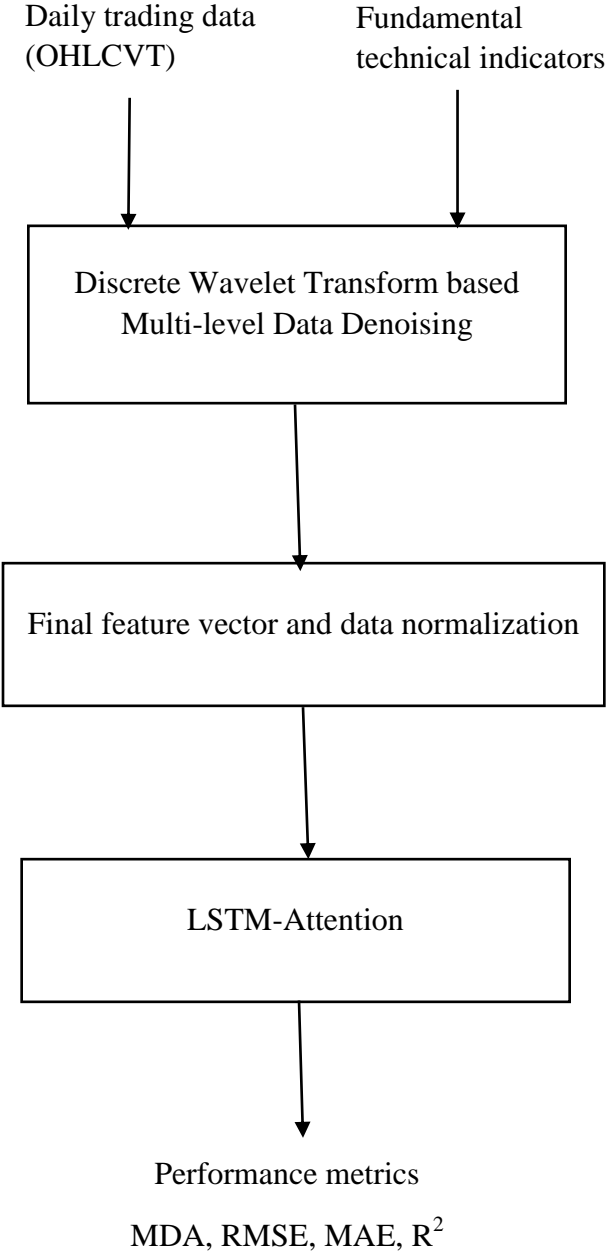 Daily trading data
(OHLCVT)
Fundamental
technical indicators
Discrete Wavelet Transform based
Multi-level Data Denoising
Final feature vector and data normalization
LSTM-Attention
Performance metrics
MDA, RMSE, MAE, R²